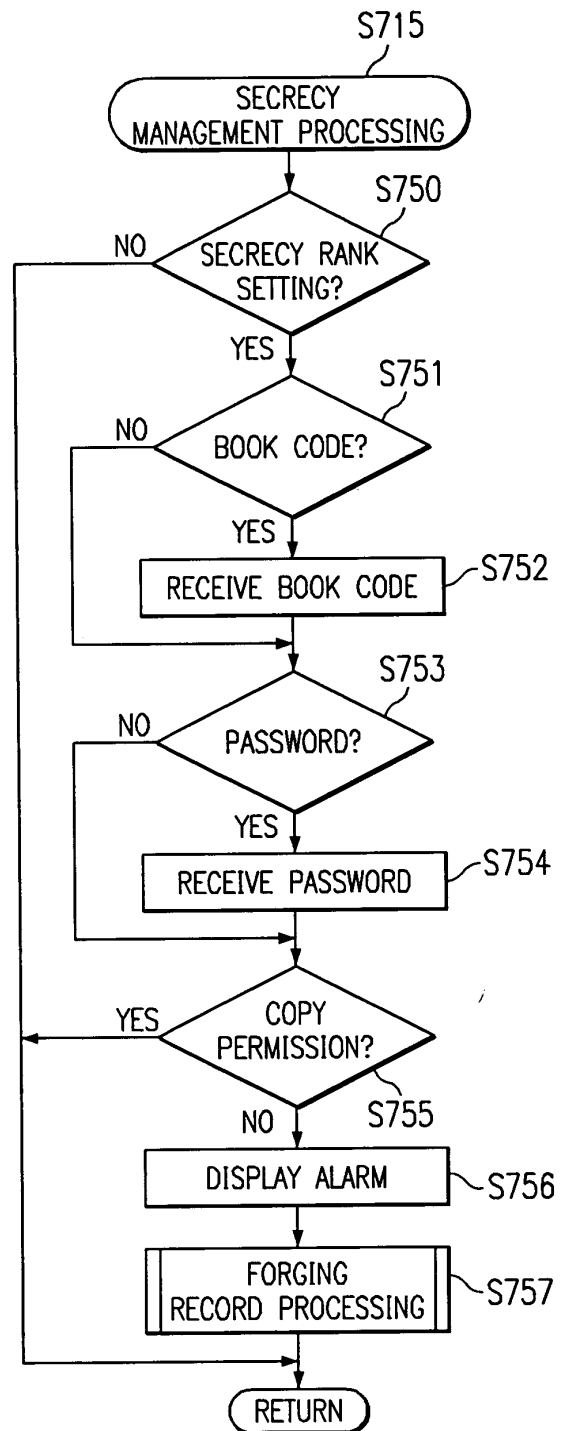 S715
SECRECY
MANAGEMENT PROCESSING
S750
NO
SECRECY RANK
SETTING?
YES
S751
NO
BOOK CODE?
YES
RECEIVE BOOK CODE
S752
S753
NO
PASSWORD?
YES
RECEIVE PASSWORD
S754
YES
COPY
PERMISSION?
S755
NO
DISPLAY ALARM
S756
FORGING
RECORD PROCESSING
S757
RETURN